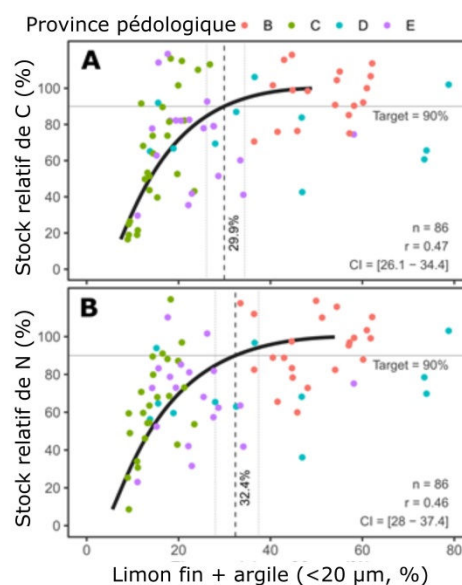 Province pédologique B C D E
A
Stock relatif de C (%)
100
80
60
40
20
0
Target = 90%
29.9%
n = 86
r = 0.47
CI = [26.1 − 34.4]
B
Stock relatif de N (%)
100
80
60
40
20
0
Target = 90%
32.4%
n = 86
r = 0.46
CI = [28 − 37.4]
0 20 40 60 80
Limon fin + argile (<20 µm, %)